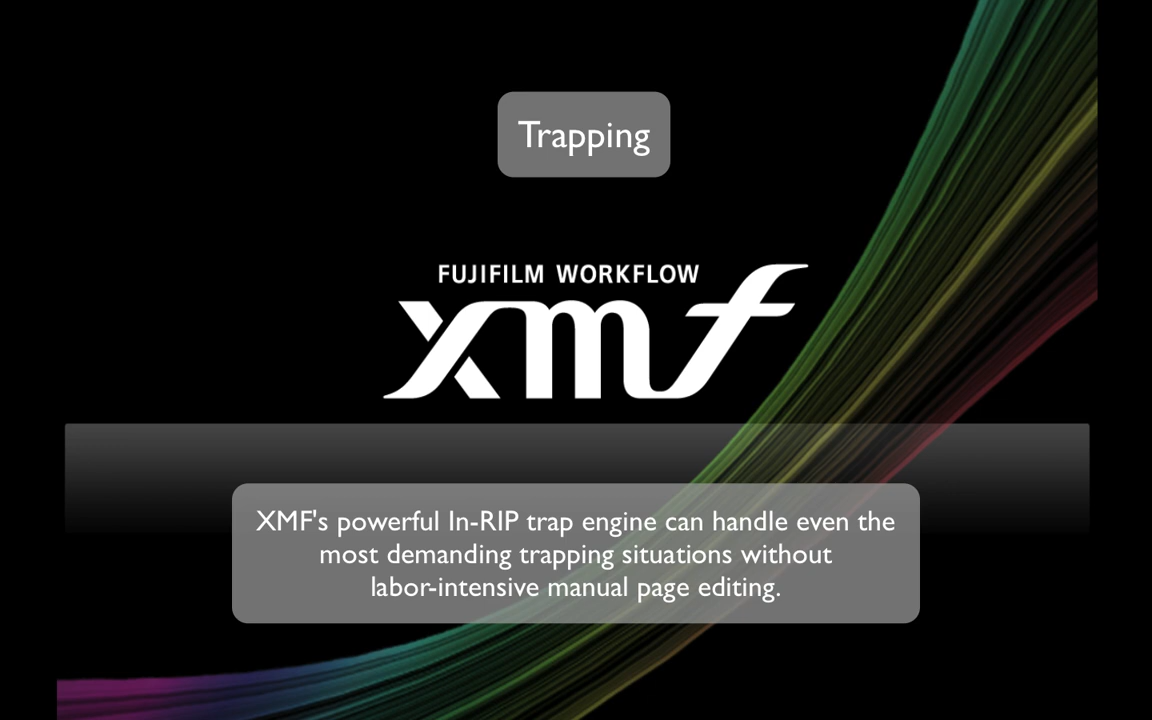 Trapping
FUJIFILM WORKFLOW
xmf
XMF's powerful In-RIP trap engine can handle even the
most demanding trapping situations without
labor-intensive manual page editing.